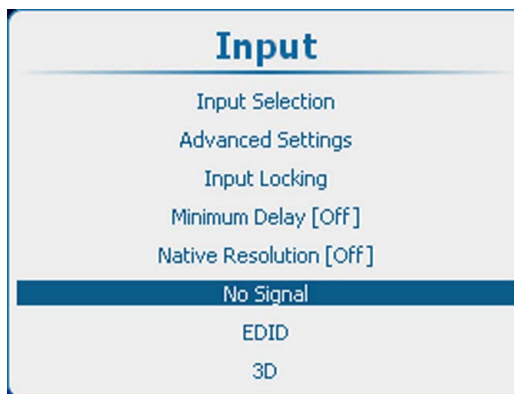 Input
Input Selection
Advanced Settings
Input Locking
Minimum Delay [Off]
Native Resolution [Off]
No Signal
EDID
3D